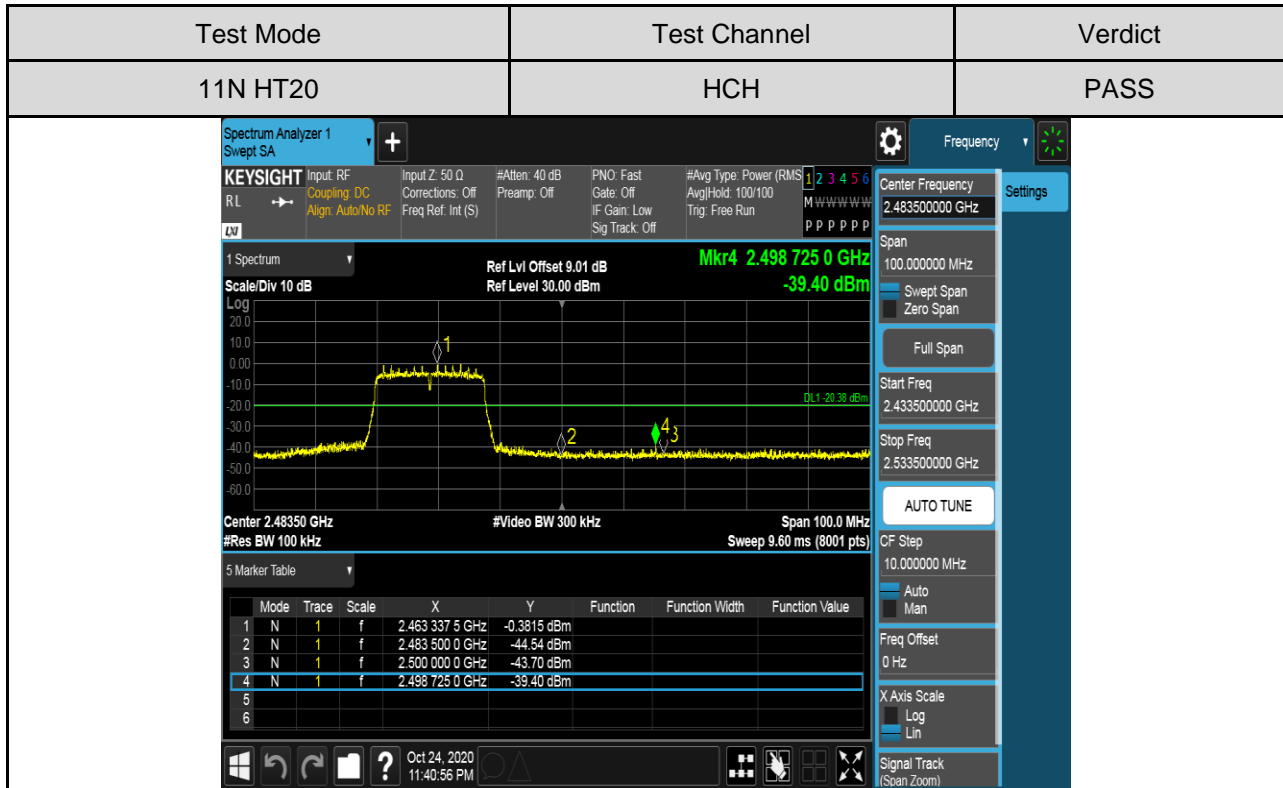 Test Mode Test Channel Verdict
11N HT20 HCH PASS
Spectrum Analyzer 1
Swept SA
+
Frequency
KEYSIGHT
RL
LXI
Input: RF
Coupling: DC
Align: Auto/No RF
Input Z: 50 Ω
Corrections: Off
Freq Ref: Int (S)
#Atten: 40 dB
Preamp: Off
PNO: Fast
Gate: Off
IF Gain: Low
Sig Track: Off
#Avg Type: Power (RMS
Avg|Hold: 100/100
Trig: Free Run
1 2 3 4 5 6
M W W W W W
P P P P P P
Center Frequency
2.483500000 GHz
Settings
Span
100.000000 MHz
Swept Span
Zero Span
Full Span
Start Freq
2.433500000 GHz
Stop Freq
2.533500000 GHz
AUTO TUNE
CF Step
10.000000 MHz
Auto
Man
Freq Offset
0 Hz
X Axis Scale
Log
Lin
Signal Track
(Span Zoom)
1 Spectrum
Scale/Div 10 dB
Ref Lvl Offset 9.01 dB
Ref Level 30.00 dBm
Mkr4 2.498 725 0 GHz
-39.40 dBm
Log
20.0
10.0
0.00
-10.0
-20.0
-30.0
-40.0
-50.0
-60.0
1
DL1 -20.38 dBm
2
4
3
Center 2.48350 GHz
#Res BW 100 kHz
#Video BW 300 kHz
Span 100.0 MHz
Sweep 9.60 ms (8001 pts)
5 Marker Table
Mode Trace Scale X Y Function Function Width Function Value
1 N 1 f 2.463 337 5 GHz -0.3815 dBm
2 N 1 f 2.483 500 0 GHz -44.54 dBm
3 N 1 f 2.500 000 0 GHz -43.70 dBm
4 N 1 f 2.498 725 0 GHz -39.40 dBm
5
6
?
Oct 24, 2020
11:40:56 PM